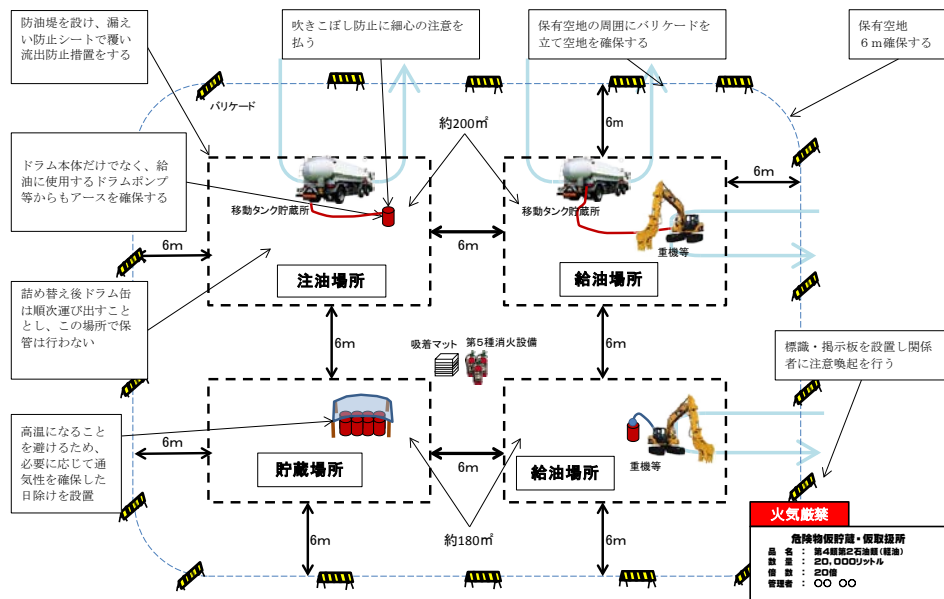 防油堤を設け、漏え
い防止シートで覆い
流出防止措置をする
吹きこぼし防止に細心の注意を
払う
保有空地の周囲にバリケードを
立て空地を確保する
保有空地
6m確保する
バリケード
6m
約200㎡
ドラム本体だけでなく、給
油に使用するドラムポンプ
等からもアースを確保する
移動タンク貯蔵所
移動タンク貯蔵所
6m
重機等
6m
6m
注油場所
給油場所
詰め替え後ドラム缶
は順次運び出すこと
とし、この場所で保
管は行わない
6m
6m
吸着マット
第5種消火設備
標識・掲示板を設置し関係
者に注意喚起を行う
高温になること
を避けるため、
必要に応じて通
気性を確保した
日除けを設置
6m
6m
重機等
貯蔵場所
給油場所
約180㎡
6m
6m
火気厳禁
危険物仮貯蔵・仮取扱所
品 名 : 第4類第2石油類(軽油)
数 量 : 20,000リットル
倍 数 : 20倍
管理者 : 〇〇 〇〇